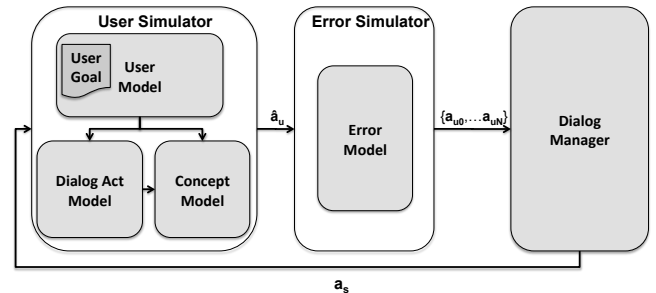 User Simulator
Error Simulator
User
Goal
User
Model
Dialog Act
Model
Concept
Model
âu
Error
Model
{au0,…auN}
Dialog
Manager
as